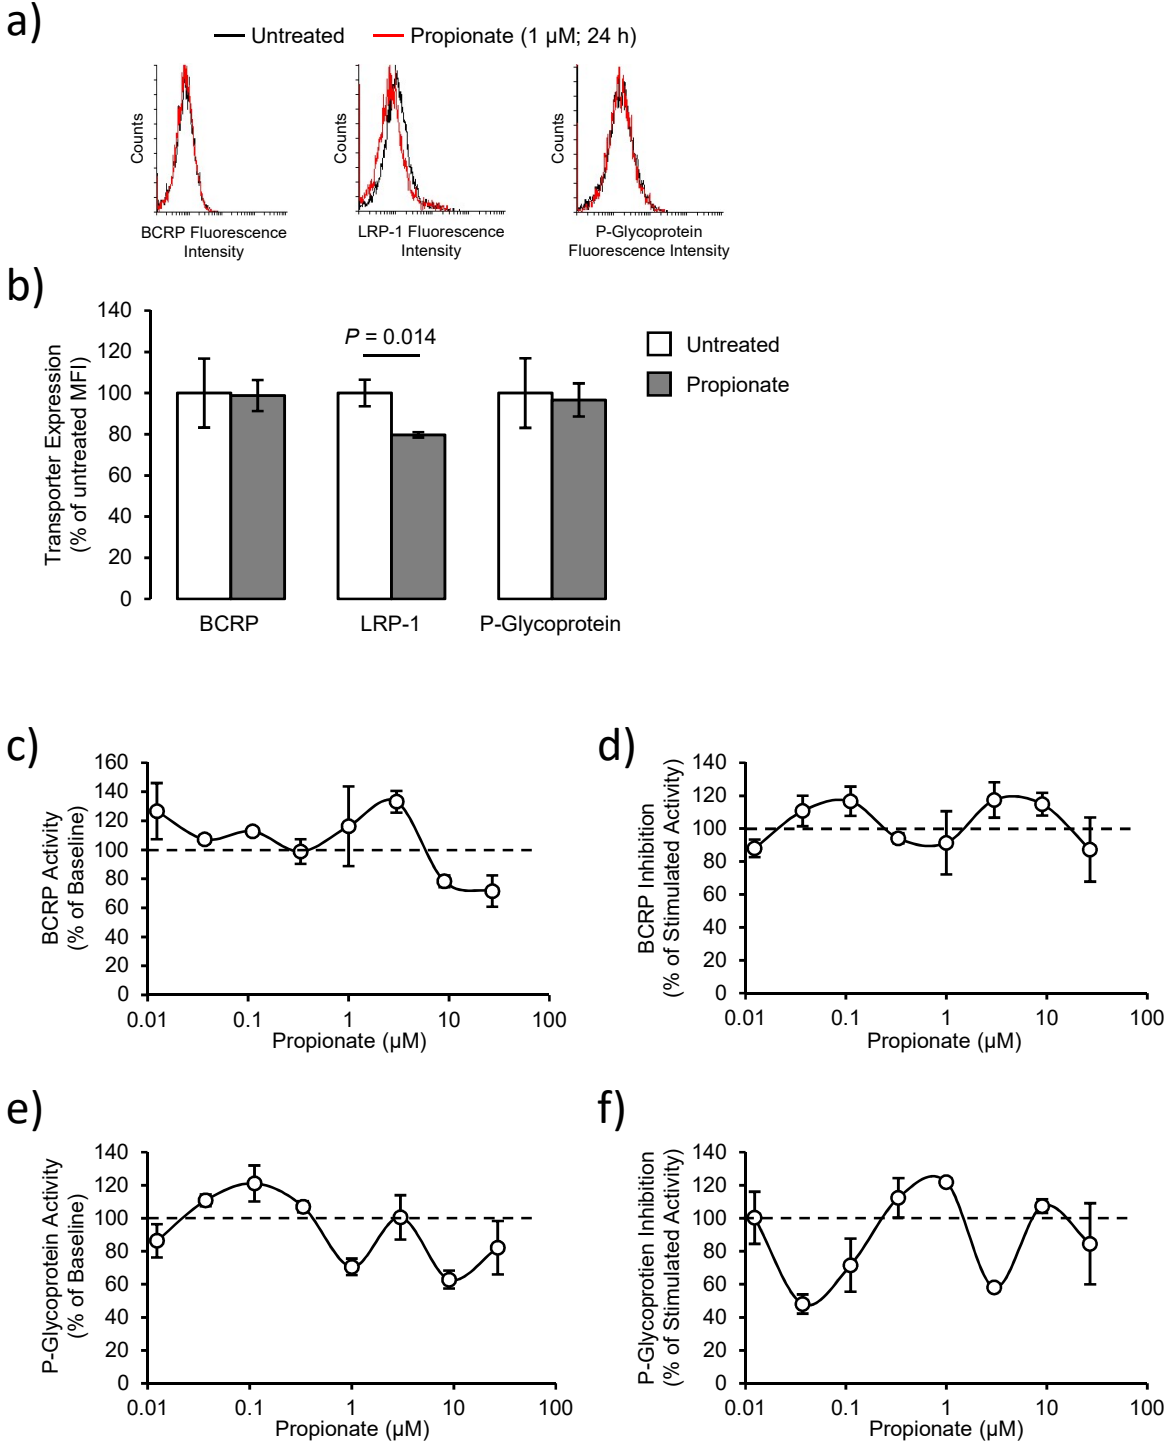 a)
Untreated
Propionate (1 µM; 24 h)
Counts
BCRP Fluorescence
Intensity
Counts
LRP-1 Fluorescence
Intensity
Counts
P-Glycoprotein
Fluorescence Intensity
b)
Transporter Expression
(% of untreated MFI)
140
120
100
80
60
40
20
0
P = 0.014
BCRP
LRP-1
P-Glycoprotein
Untreated
Propionate
c)
BCRP Activity
(% of Baseline)
160
140
120
100
80
60
40
20
0
0.01
0.1
1
10
100
Propionate (µM)
d)
BCRP Inhibition
(% of Stimulated Activity)
140
120
100
80
60
40
20
0
0.01
0.1
1
10
100
Propionate (µM)
e)
P-Glycoprotein Activity
(% of Baseline)
140
120
100
80
60
40
20
0
0.01
0.1
1
10
100
Propionate (µM)
f)
P-Glycoprotien Inhibition
(% of Stimulated Activity)
140
120
100
80
60
40
20
0
0.01
0.1
1
10
100
Propionate (µM)